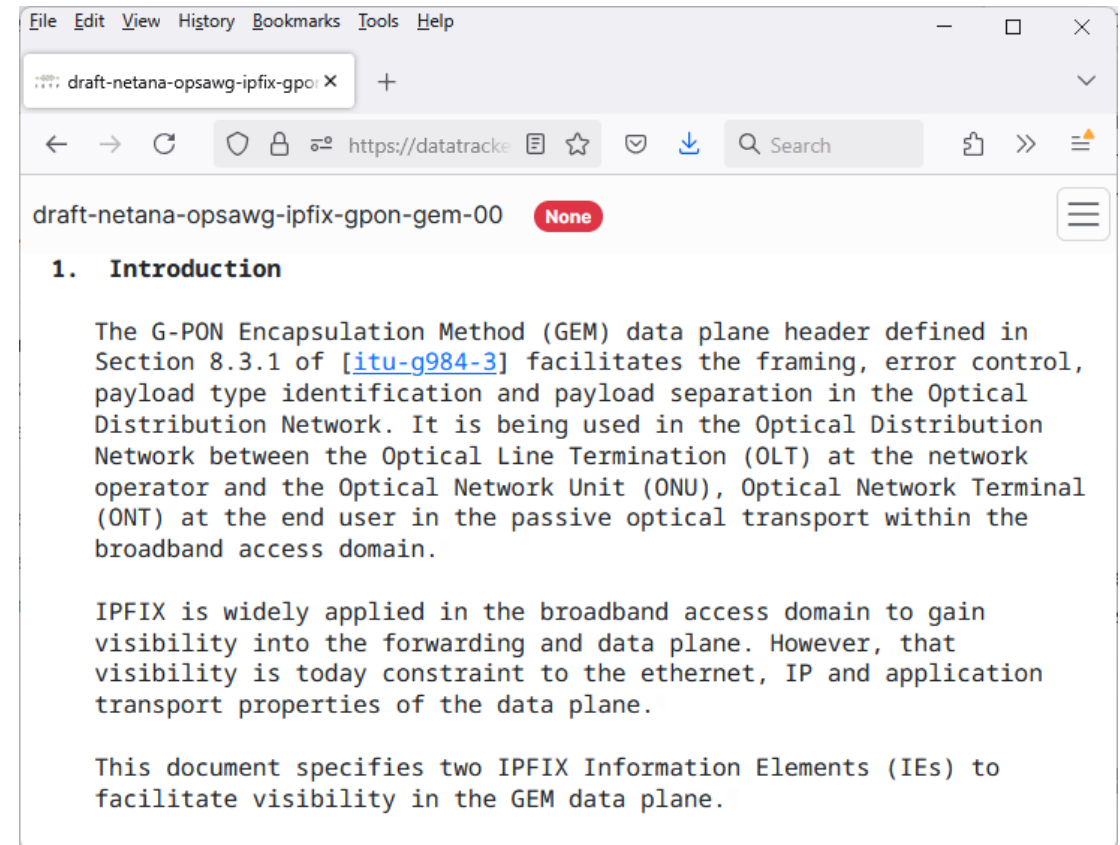 File Edit View History Bookmarks Tools Help
draft-netana-opsawg-ipfix-gpon
https://datatracke
Search
draft-netana-opsawg-ipfix-gpon-gem-00 None
1. Introduction
The G-PON Encapsulation Method (GEM) data plane header defined in
Section 8.3.1 of [itu-g984-3] facilitates the framing, error control,
payload type identification and payload separation in the Optical
Distribution Network. It is being used in the Optical Distribution
Network between the Optical Line Termination (OLT) at the network
operator and the Optical Network Unit (ONU), Optical Network Terminal
(ONT) at the end user in the passive optical transport within the
broadband access domain.
IPFIX is widely applied in the broadband access domain to gain
visibility into the forwarding and data plane. However, that
visibility is today constraint to the ethernet, IP and application
transport properties of the data plane.
This document specifies two IPFIX Information Elements (IEs) to
facilitate visibility in the GEM data plane.